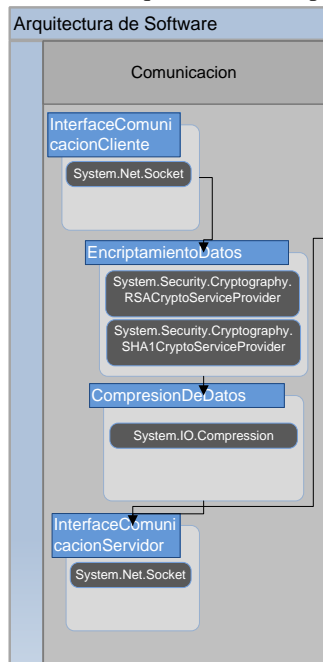 Arquitectura de Software
Comunicacion
InterfaceComuni
cacionCliente
System.Net.Socket
EncriptamientoDatos
System.Security.Cryptography.
RSACryptoServiceProvider
System.Security.Cryptography.
SHA1CryptoServiceProvider
CompresionDeDatos
System.IO.Compression
InterfaceComuni
cacionServidor
System.Net.Socket